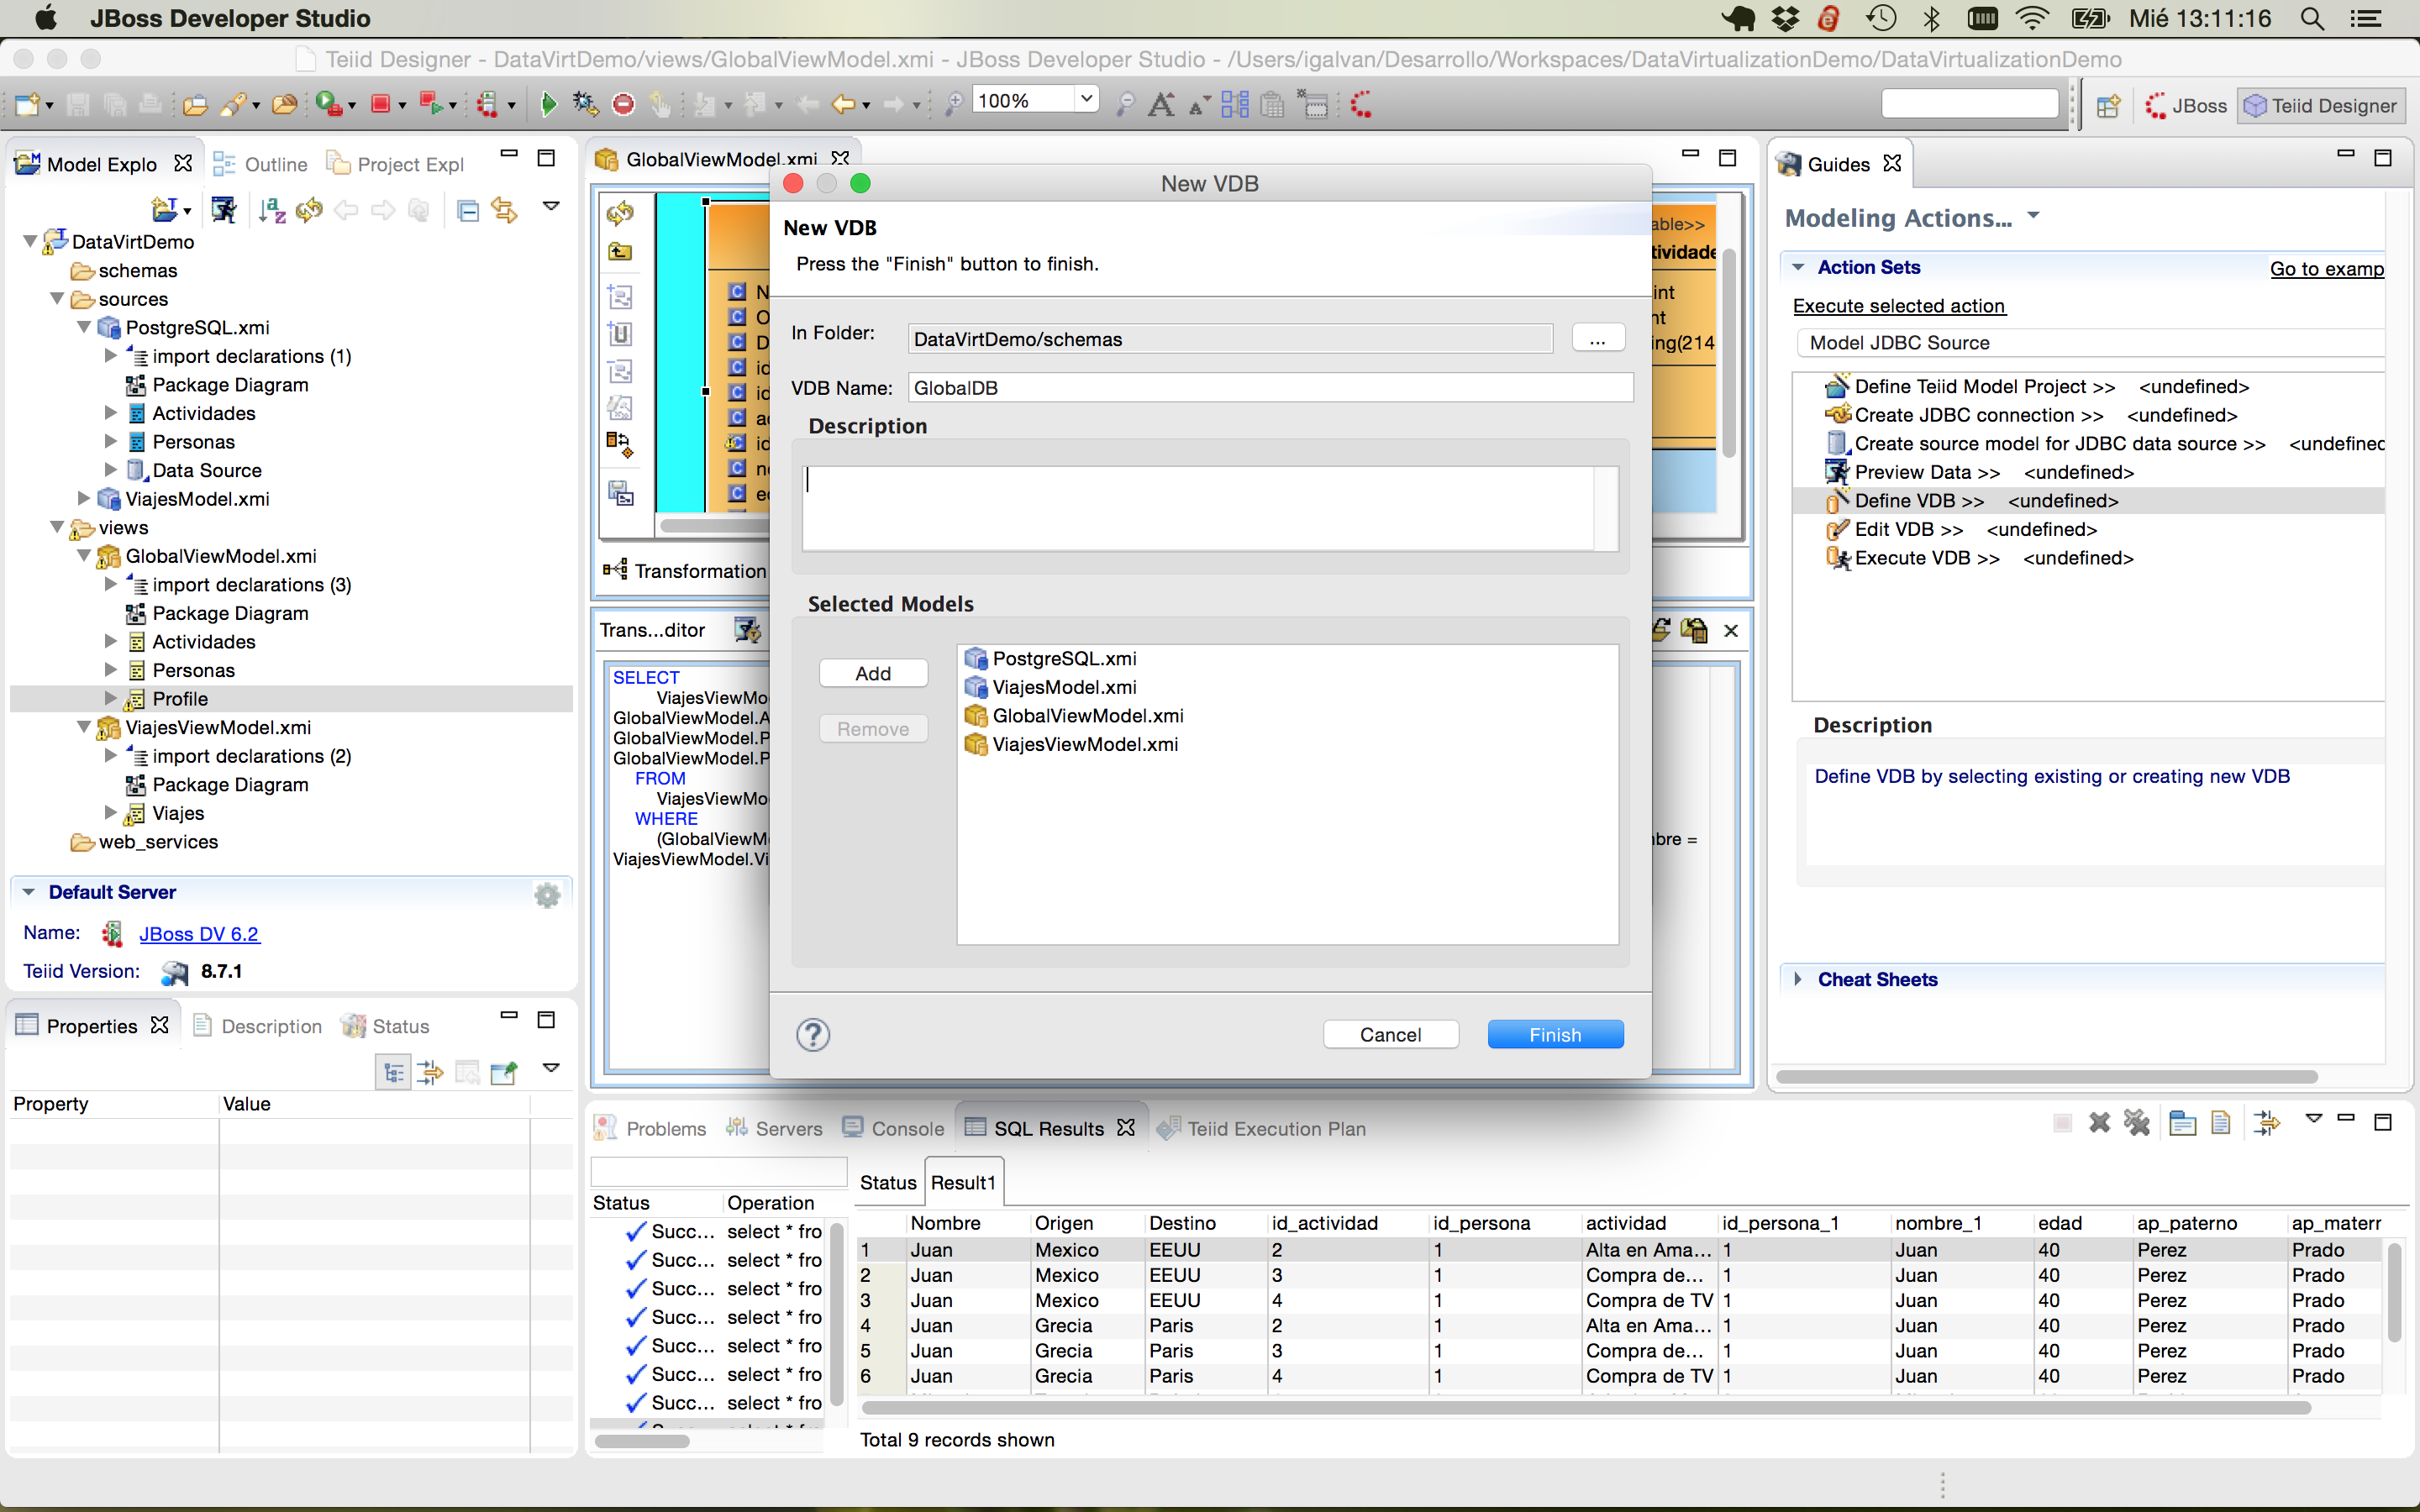 JBoss Developer Studio
Mié 13:11:16
Teiid Designer - DataVirtDemo/views/GlobalViewModel.xmi - JBoss Developer Studio - /Users/igalvan/Desarrollo/Workspaces/DataVirtualizationDemo/DataVirtualizationDemo
100%
JBoss
Teiid Designer
Model Explo
Outline
Project Expl
DataVirtDemo
schemas
sources
PostgreSQL.xmi
import declarations (1)
Package Diagram
Actividades
Personas
Data Source
ViajesModel.xmi
views
GlobalViewModel.xmi
import declarations (3)
Package Diagram
Actividades
Personas
Profile
ViajesViewModel.xmi
import declarations (2)
Package Diagram
Viajes
web_services
Default Server
Name: JBoss DV 6.2
Teiid Version: 8.7.1
Properties
Description
Status
Property Value
GlobalViewModel.xmi
able>>
tividade
int
nt
ing(214
Transformation
Trans...ditor
SELECT
ViajesViewMo
GlobalViewModel.A
GlobalViewModel.P
GlobalViewModel.P
FROM
ViajesViewMo
WHERE
(GlobalViewM
bre =
ViajesViewModel.Vi
New VDB
New VDB
Press the "Finish" button to finish.
In Folder: DataVirtDemo/schemas ...
VDB Name: GlobalDB
Description
Selected Models
Add
Remove
PostgreSQL.xmi
ViajesModel.xmi
GlobalViewModel.xmi
ViajesViewModel.xmi
Cancel
Finish
Guides
Modeling Actions...
Action Sets
Go to examp
Execute selected action
Model JDBC Source
Define Teiid Model Project >> <undefined>
Create JDBC connection >> <undefined>
Create source model for JDBC data source >> <undefinec
Preview Data >> <undefined>
Define VDB >> <undefined>
Edit VDB >> <undefined>
Execute VDB >> <undefined>
Description
Define VDB by selecting existing or creating new VDB
Cheat Sheets
Problems
Servers
Console
SQL Results
Teiid Execution Plan
Status Operation
Succ... select * fro
Succ... select * fro
Succ... select * fro
Succ... select * fro
Succ... select * fro
Succ... select * fro
Succ... select * fro
Status Result1
Nombre Origen Destino id_actividad id_persona actividad id_persona_1 nombre_1 edad ap_paterno ap_materr
1 Juan Mexico EEUU 2 1 Alta en Ama... 1 Juan 40 Perez Prado
2 Juan Mexico EEUU 3 1 Compra de... 1 Juan 40 Perez Prado
3 Juan Mexico EEUU 4 1 Compra de TV 1 Juan 40 Perez Prado
4 Juan Grecia Paris 2 1 Alta en Ama... 1 Juan 40 Perez Prado
5 Juan Grecia Paris 3 1 Compra de... 1 Juan 40 Perez Prado
6 Juan Grecia Paris 4 1 Compra de TV 1 Juan 40 Perez Prado
Total 9 records shown